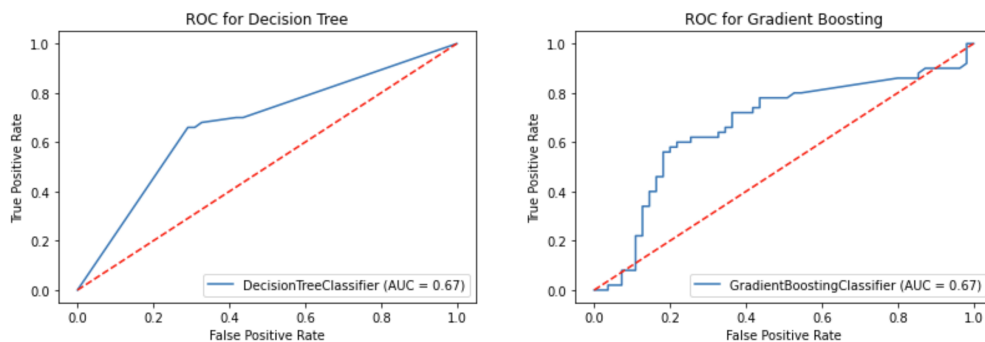 ROC for Decision Tree
True Positive Rate
1.0
0.8
0.6
0.4
0.2
0.0
DecisionTreeClassifier (AUC = 0.67)
0.0 0.2 0.4 0.6 0.8 1.0
False Positive Rate
ROC for Gradient Boosting
True Positive Rate
1.0
0.8
0.6
0.4
0.2
0.0
GradientBoostingClassifier (AUC = 0.67)
0.0 0.2 0.4 0.6 0.8 1.0
False Positive Rate